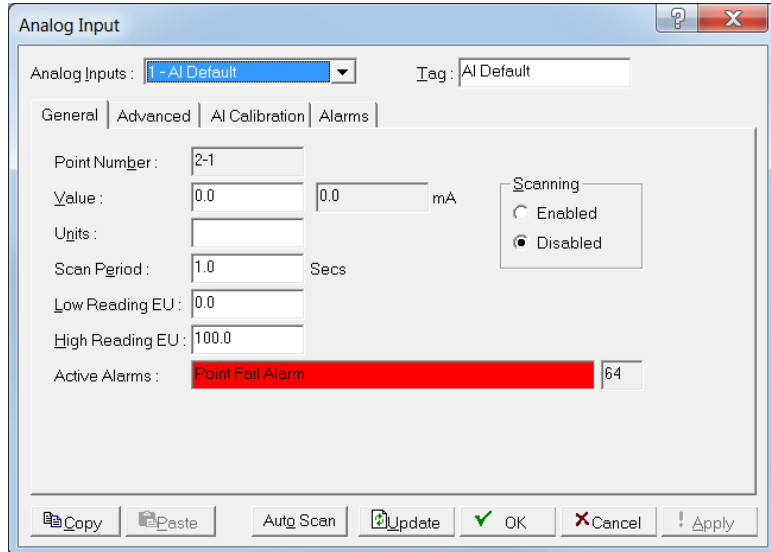 Analog Input
Analog Inputs : 1 - AI Default Tag : AI Default
General Advanced AI Calibration Alarms
Point Number : 2-1
Value : 0.0 0.0 mA
Scanning
Enabled
Disabled
Units :
Scan Period : 1.0 Secs
Low Reading EU : 0.0
High Reading EU : 100.0
Active Alarms : Point Fail Alarm 64
Copy Paste Auto Scan Update OK Cancel Apply